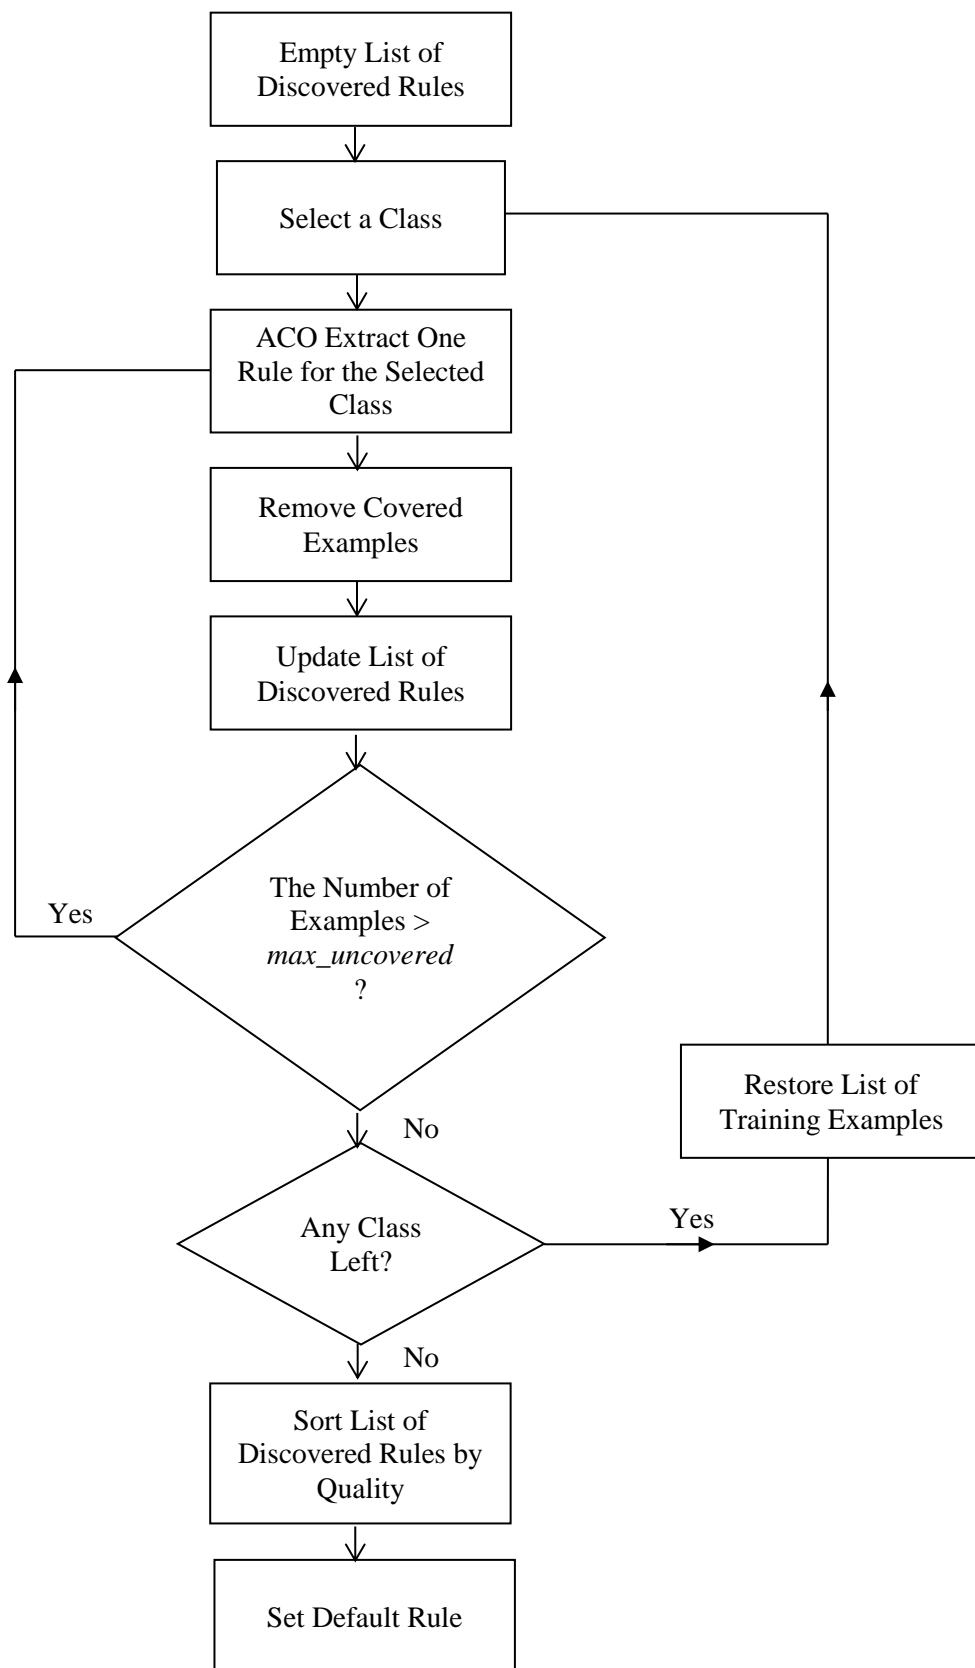 Empty List of
Discovered Rules
Select a Class
ACO Extract One
Rule for the Selected
Class
Remove Covered
Examples
Update List of
Discovered Rules
The Number of
Examples >
max_uncovered
?
Yes
No
Restore List of
Training Examples
Any Class
Left?
Yes
No
Sort List of
Discovered Rules by
Quality
Set Default Rule